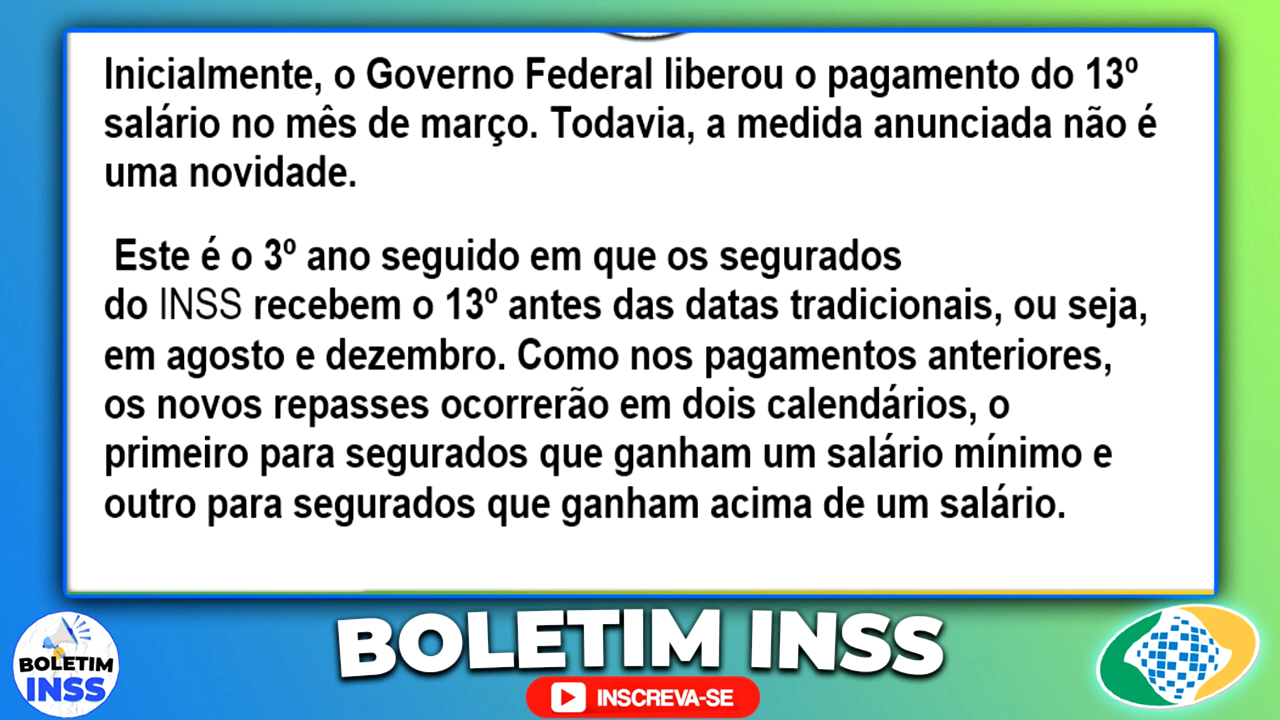 Inicialmente, o Governo Federal liberou o pagamento do 13º
salário no mês de março. Todavia, a medida anunciada não é
uma novidade.
Este é o 3º ano seguido em que os segurados
do INSS recebem o 13º antes das datas tradicionais, ou seja,
em agosto e dezembro. Como nos pagamentos anteriores,
os novos repasses ocorrerão em dois calendários, o
primeiro para segurados que ganham um salário mínimo e
outro para segurados que ganham acima de um salário.
BOLETIM
INSS
BOLETIM INSS
INSCREVA-SE